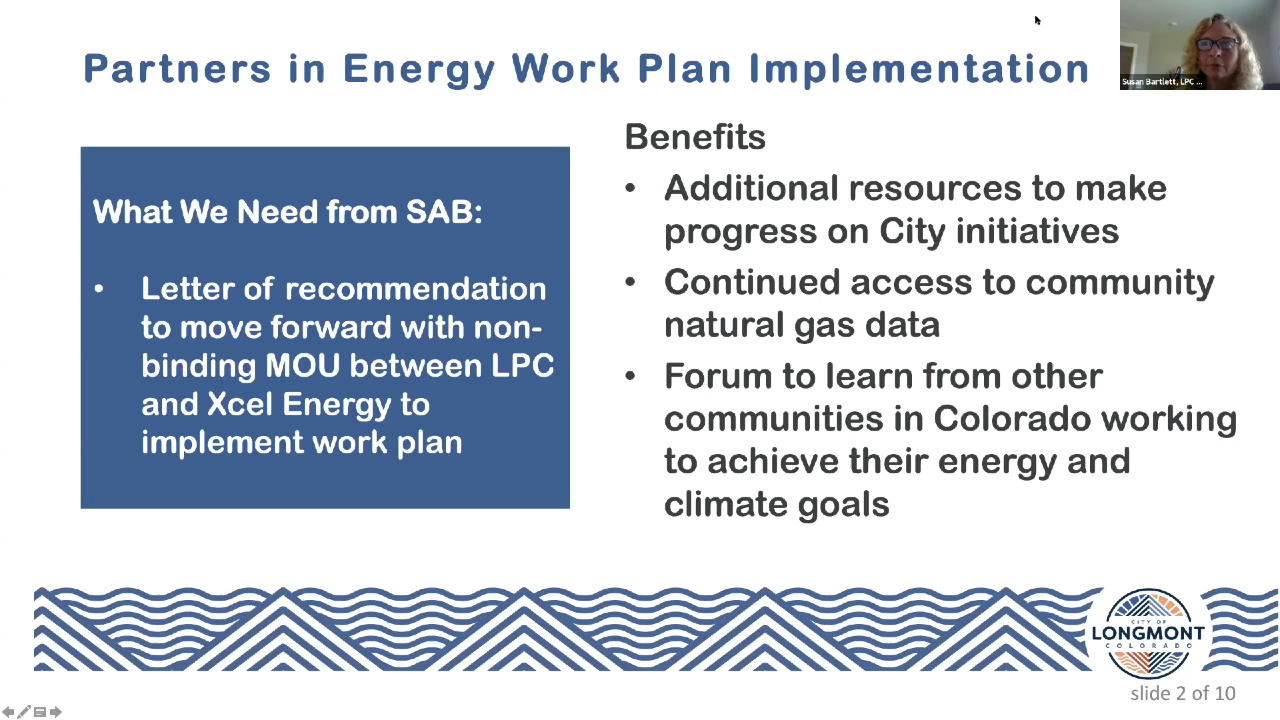 Partners in Energy Work Plan Implementation
Susan Bartlett, LPC ...
What We Need from SAB:
• Letter of recommendation
to move forward with non-
binding MOU between LPC
and Xcel Energy to
implement work plan
Benefits
• Additional resources to make
progress on City initiatives
• Continued access to community
natural gas data
• Forum to learn from other
communities in Colorado working
to achieve their energy and
climate goals
CITY OF
LONGMONT
COLORADO
slide 2 of 10